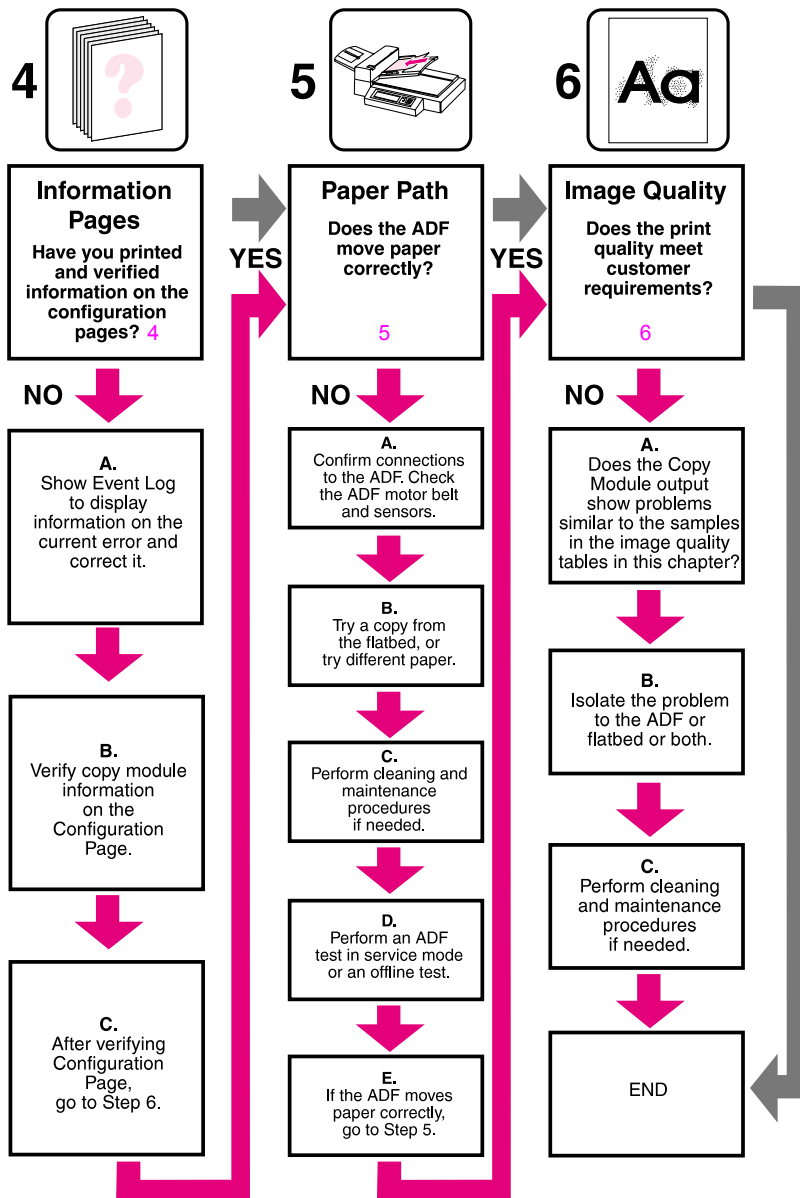 4
?
Information
Pages
Have you printed
and verified
information on the
configuration
pages? 4
YES
NO
A.
Show Event Log
to display
information on the
current error and
correct it.
B.
Verify copy module
information
on the
Configuration
Page.
C.
After verifying
Configuration
Page,
go to Step 6.
5
Paper Path
Does the ADF
move paper
correctly?
5
YES
NO
A.
Confirm connections
to the ADF. Check
the ADF motor belt
and sensors.
B.
Try a copy from
the flatbed, or
try different paper.
C.
Perform cleaning and
maintenance
procedures
if needed.
D.
Perform an ADF
test in service mode
or an offline test.
E.
If the ADF moves
paper correctly,
go to Step 5.
6
Aa
Image Quality
Does the print
quality meet
customer
requirements?
6
NO
A.
Does the Copy
Module output
show problems
similar to the samples
in the image quality
tables in this chapter?
B.
Isolate the problem
to the ADF or
flatbed or both.
C.
Perform cleaning
and maintenance
procedures
if needed.
END